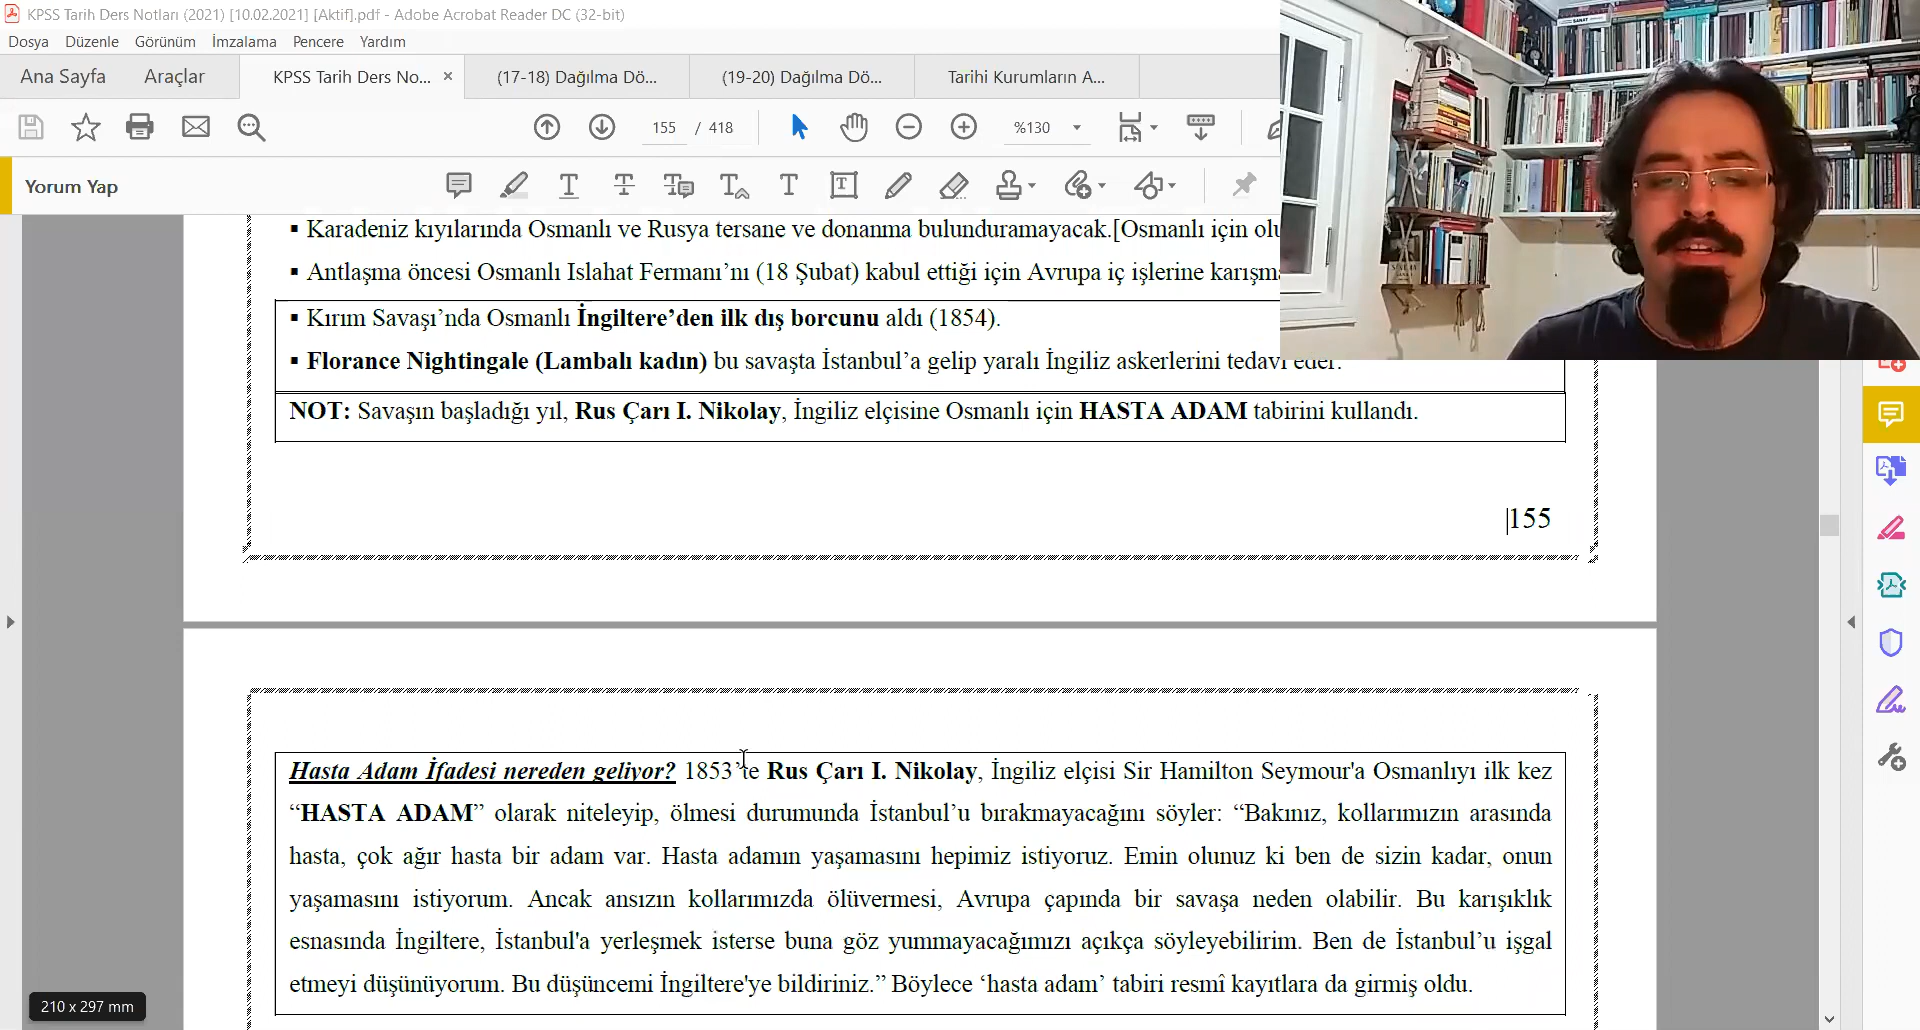 KPSS Tarih Ders Notları (2021) [10.02.2021] [Aktif].pdf - Adobe Acrobat Reader DC (32-bit)
Dosya Düzenle Görünüm İmzalama Pencere Yardım
Ana Sayfa Araçlar KPSS Tarih Ders No... × (17-18) Dağılma Dö... (19-20) Dağılma Dö... Tarihi Kurumların A...
155 / 418 %130
Yorum Yap
▪ Karadeniz kıyılarında Osmanlı ve Rusya tersane ve donanma bulunduramayacak.[Osmanlı için
▪ Antlaşma öncesi Osmanlı Islahat Fermanı’nı (18 Şubat) kabul ettiği için Avrupa iç işlerine
▪ Kırım Savaşı’nda Osmanlı İngiltere’den ilk dış borcunu aldı (1854).
▪ Florance Nightingale (Lambalı kadın) bu savaşta İstanbul’a gelip yaralı İngiliz askerlerini tedavi eder.
NOT: Savaşın başladığı yıl, Rus Çarı I. Nikolay, İngiliz elçisine Osmanlı için HASTA ADAM tabirini kullandı.
|155
Hasta Adam İfadesi nereden geliyor? 1853’te Rus Çarı I. Nikolay, İngiliz elçisi Sir Hamilton Seymour'a Osmanlıyı ilk kez
“HASTA ADAM” olarak niteleyip, ölmesi durumunda İstanbul’u bırakmayacağını söyler: “Bakınız, kollarımızın arasında
hasta, çok ağır hasta bir adam var. Hasta adamın yaşamasını hepimiz istiyoruz. Emin olunuz ki ben de sizin kadar, onun
yaşamasını istiyorum. Ancak ansızın kollarımızda ölüvermesi, Avrupa çapında bir savaşa neden olabilir. Bu karışıklık
esnasında İngiltere, İstanbul'a yerleşmek isterse buna göz yummayacağımızı açıkça söyleyebilirim. Ben de İstanbul’u işgal
etmeyi düşünüyorum. Bu düşüncemi İngiltere'ye bildiriniz.” Böylece ‘hasta adam’ tabiri resmî kayıtlara da girmiş oldu.
210 x 297 mm